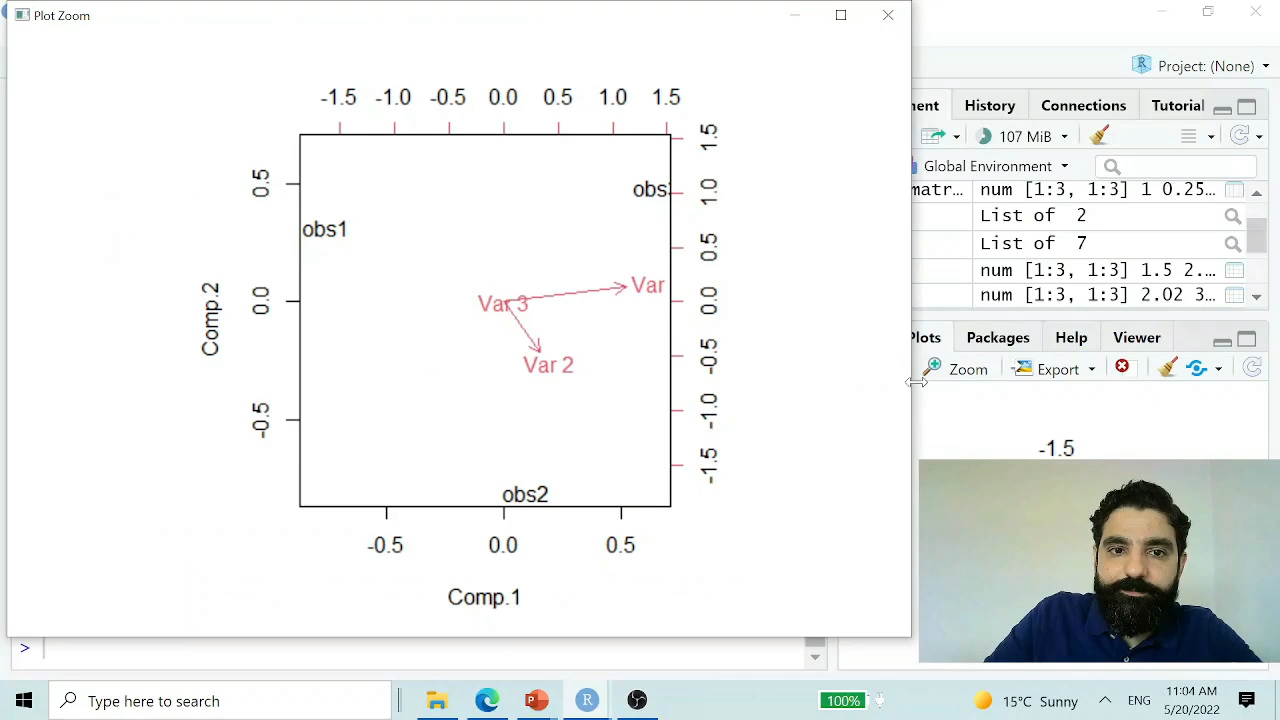 Plot Zoom
-1.5 -1.0 -0.5 0.0 0.5 1.0 1.5
0.5
0.0
-0.5
Comp.2
1.5
1.0
0.5
0.0
-0.5
-1.0
-1.5
obs1
obs
Var
Var 3
Var 2
obs2
-0.5 0.0 0.5
Comp.1
>
Project: (None)
History Connections Tutorial
107 MiB
Global Environment
matr... num [1:3, 1:3] 1 0.25...
List of 2
List of 7
num [1:3, 1:3] 1.5 2....
num [1:3, 1:3] 2.02 3...
Plots Packages Help Viewer
Zoom Export
-1.5
Type here to search
100%
15°C Sunny
ENG
11:04 AM
5/20/2022